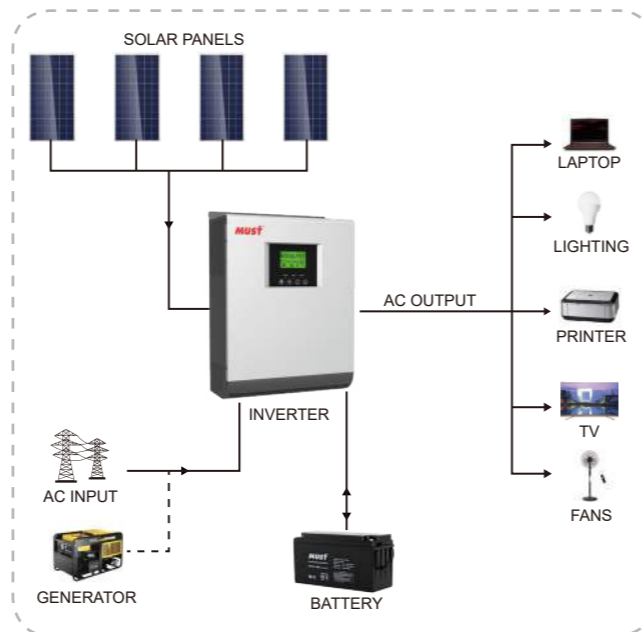 SOLAR PANELS
MUST
LAPTOP
LIGHTING
AC OUTPUT
PRINTER
INVERTER
TV
AC INPUT
FANS
MUST
GENERATOR
BATTERY